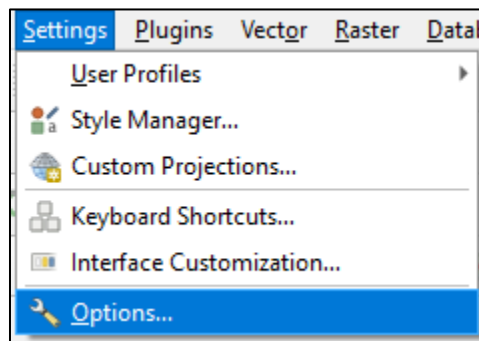 Settings Plugins Vector Raster
User Profiles
Style Manager...
Custom Projections...
Keyboard Shortcuts...
Interface Customization...
Options...